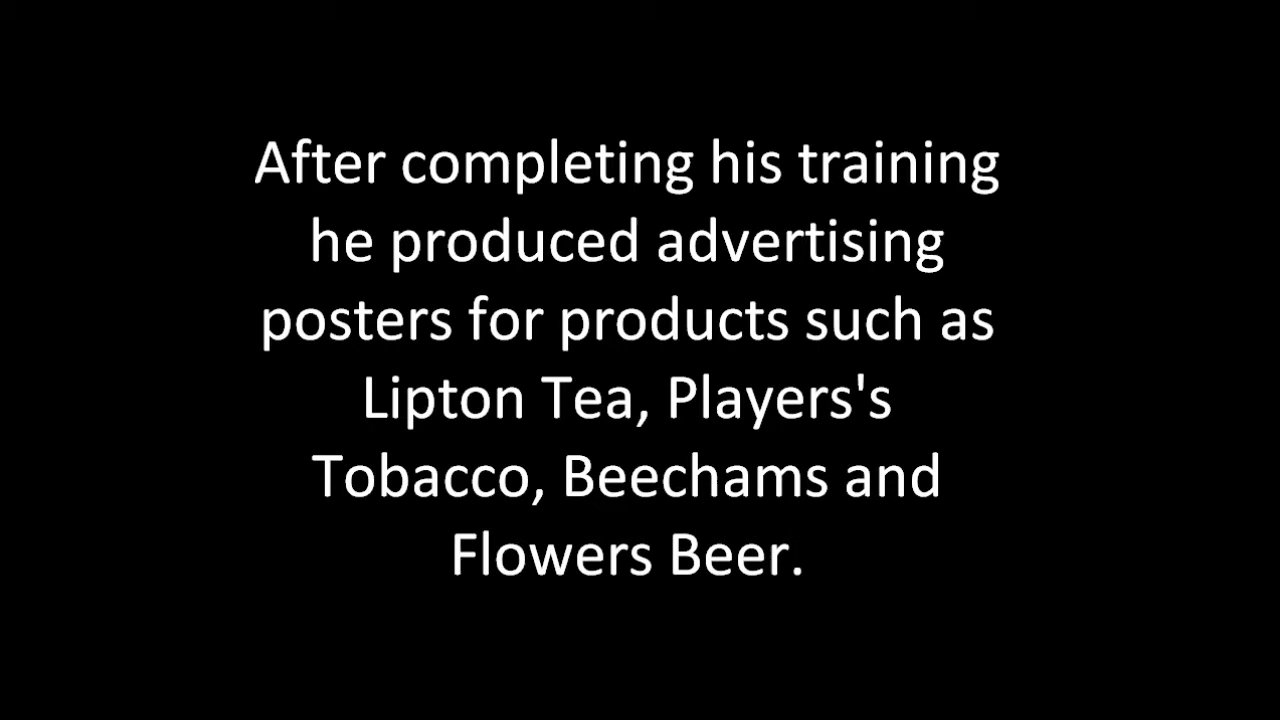 After completing his training
he produced advertising
posters for products such as
Lipton Tea, Players's
Tobacco, Beechams and
Flowers Beer.